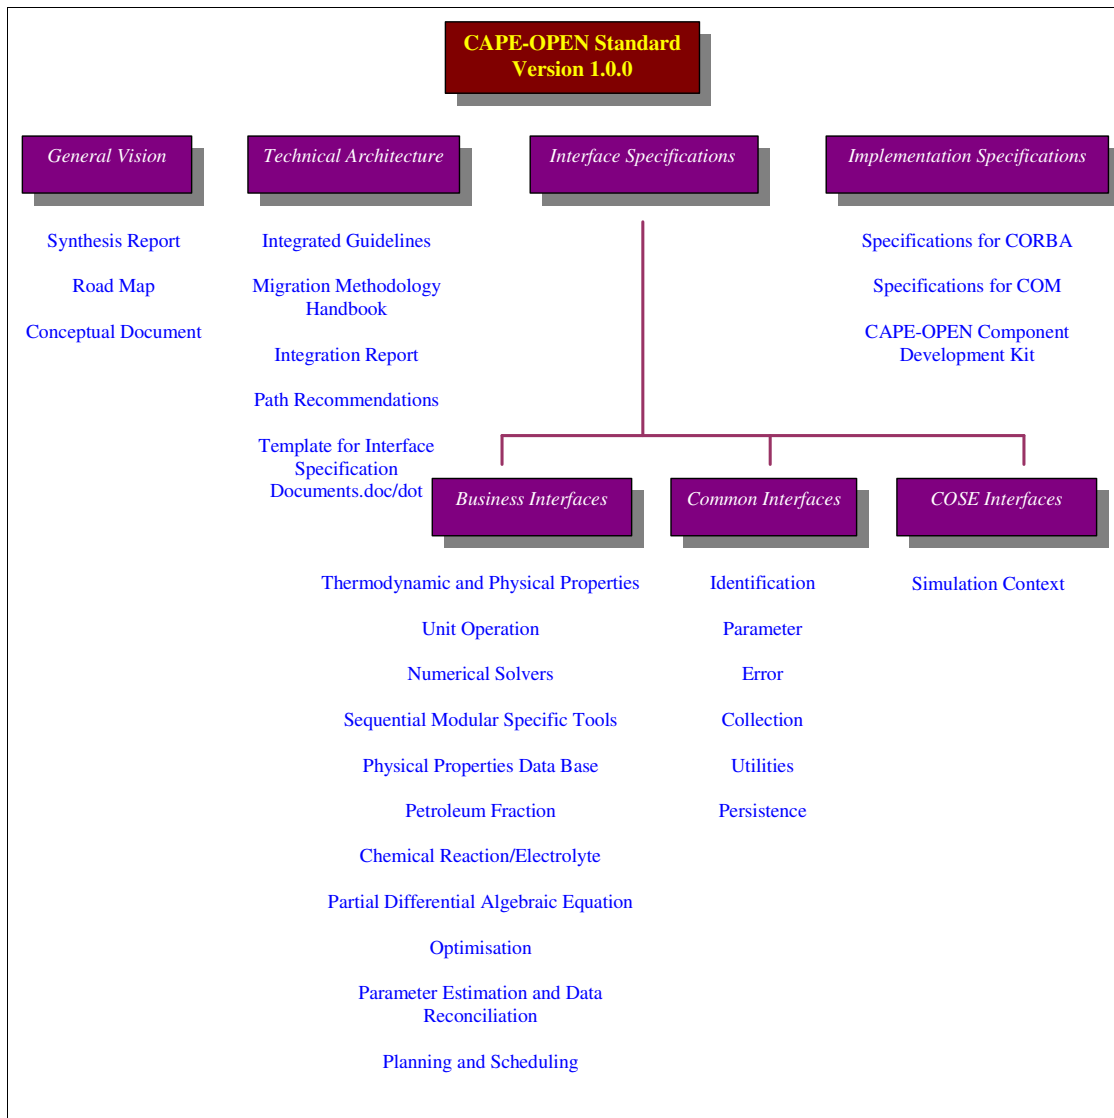 CAPE-OPEN Standard
Version 1.0.0
General Vision
Technical Architecture
Interface Specifications
Implementation Specifications
Synthesis Report
Road Map
Conceptual Document
Integrated Guidelines
Migration Methodology
Handbook
Integration Report
Path Recommendations
Template for Interface
Specification
Documents.doc/dot
Specifications for CORBA
Specifications for COM
CAPE-OPEN Component
Development Kit
Business Interfaces
Common Interfaces
COSE Interfaces
Thermodynamic and Physical Properties
Unit Operation
Numerical Solvers
Sequential Modular Specific Tools
Physical Properties Data Base
Petroleum Fraction
Chemical Reaction/Electrolyte
Partial Differential Algebraic Equation
Optimisation
Parameter Estimation and Data
Reconciliation
Planning and Scheduling
Identification
Parameter
Error
Collection
Utilities
Persistence
Simulation Context